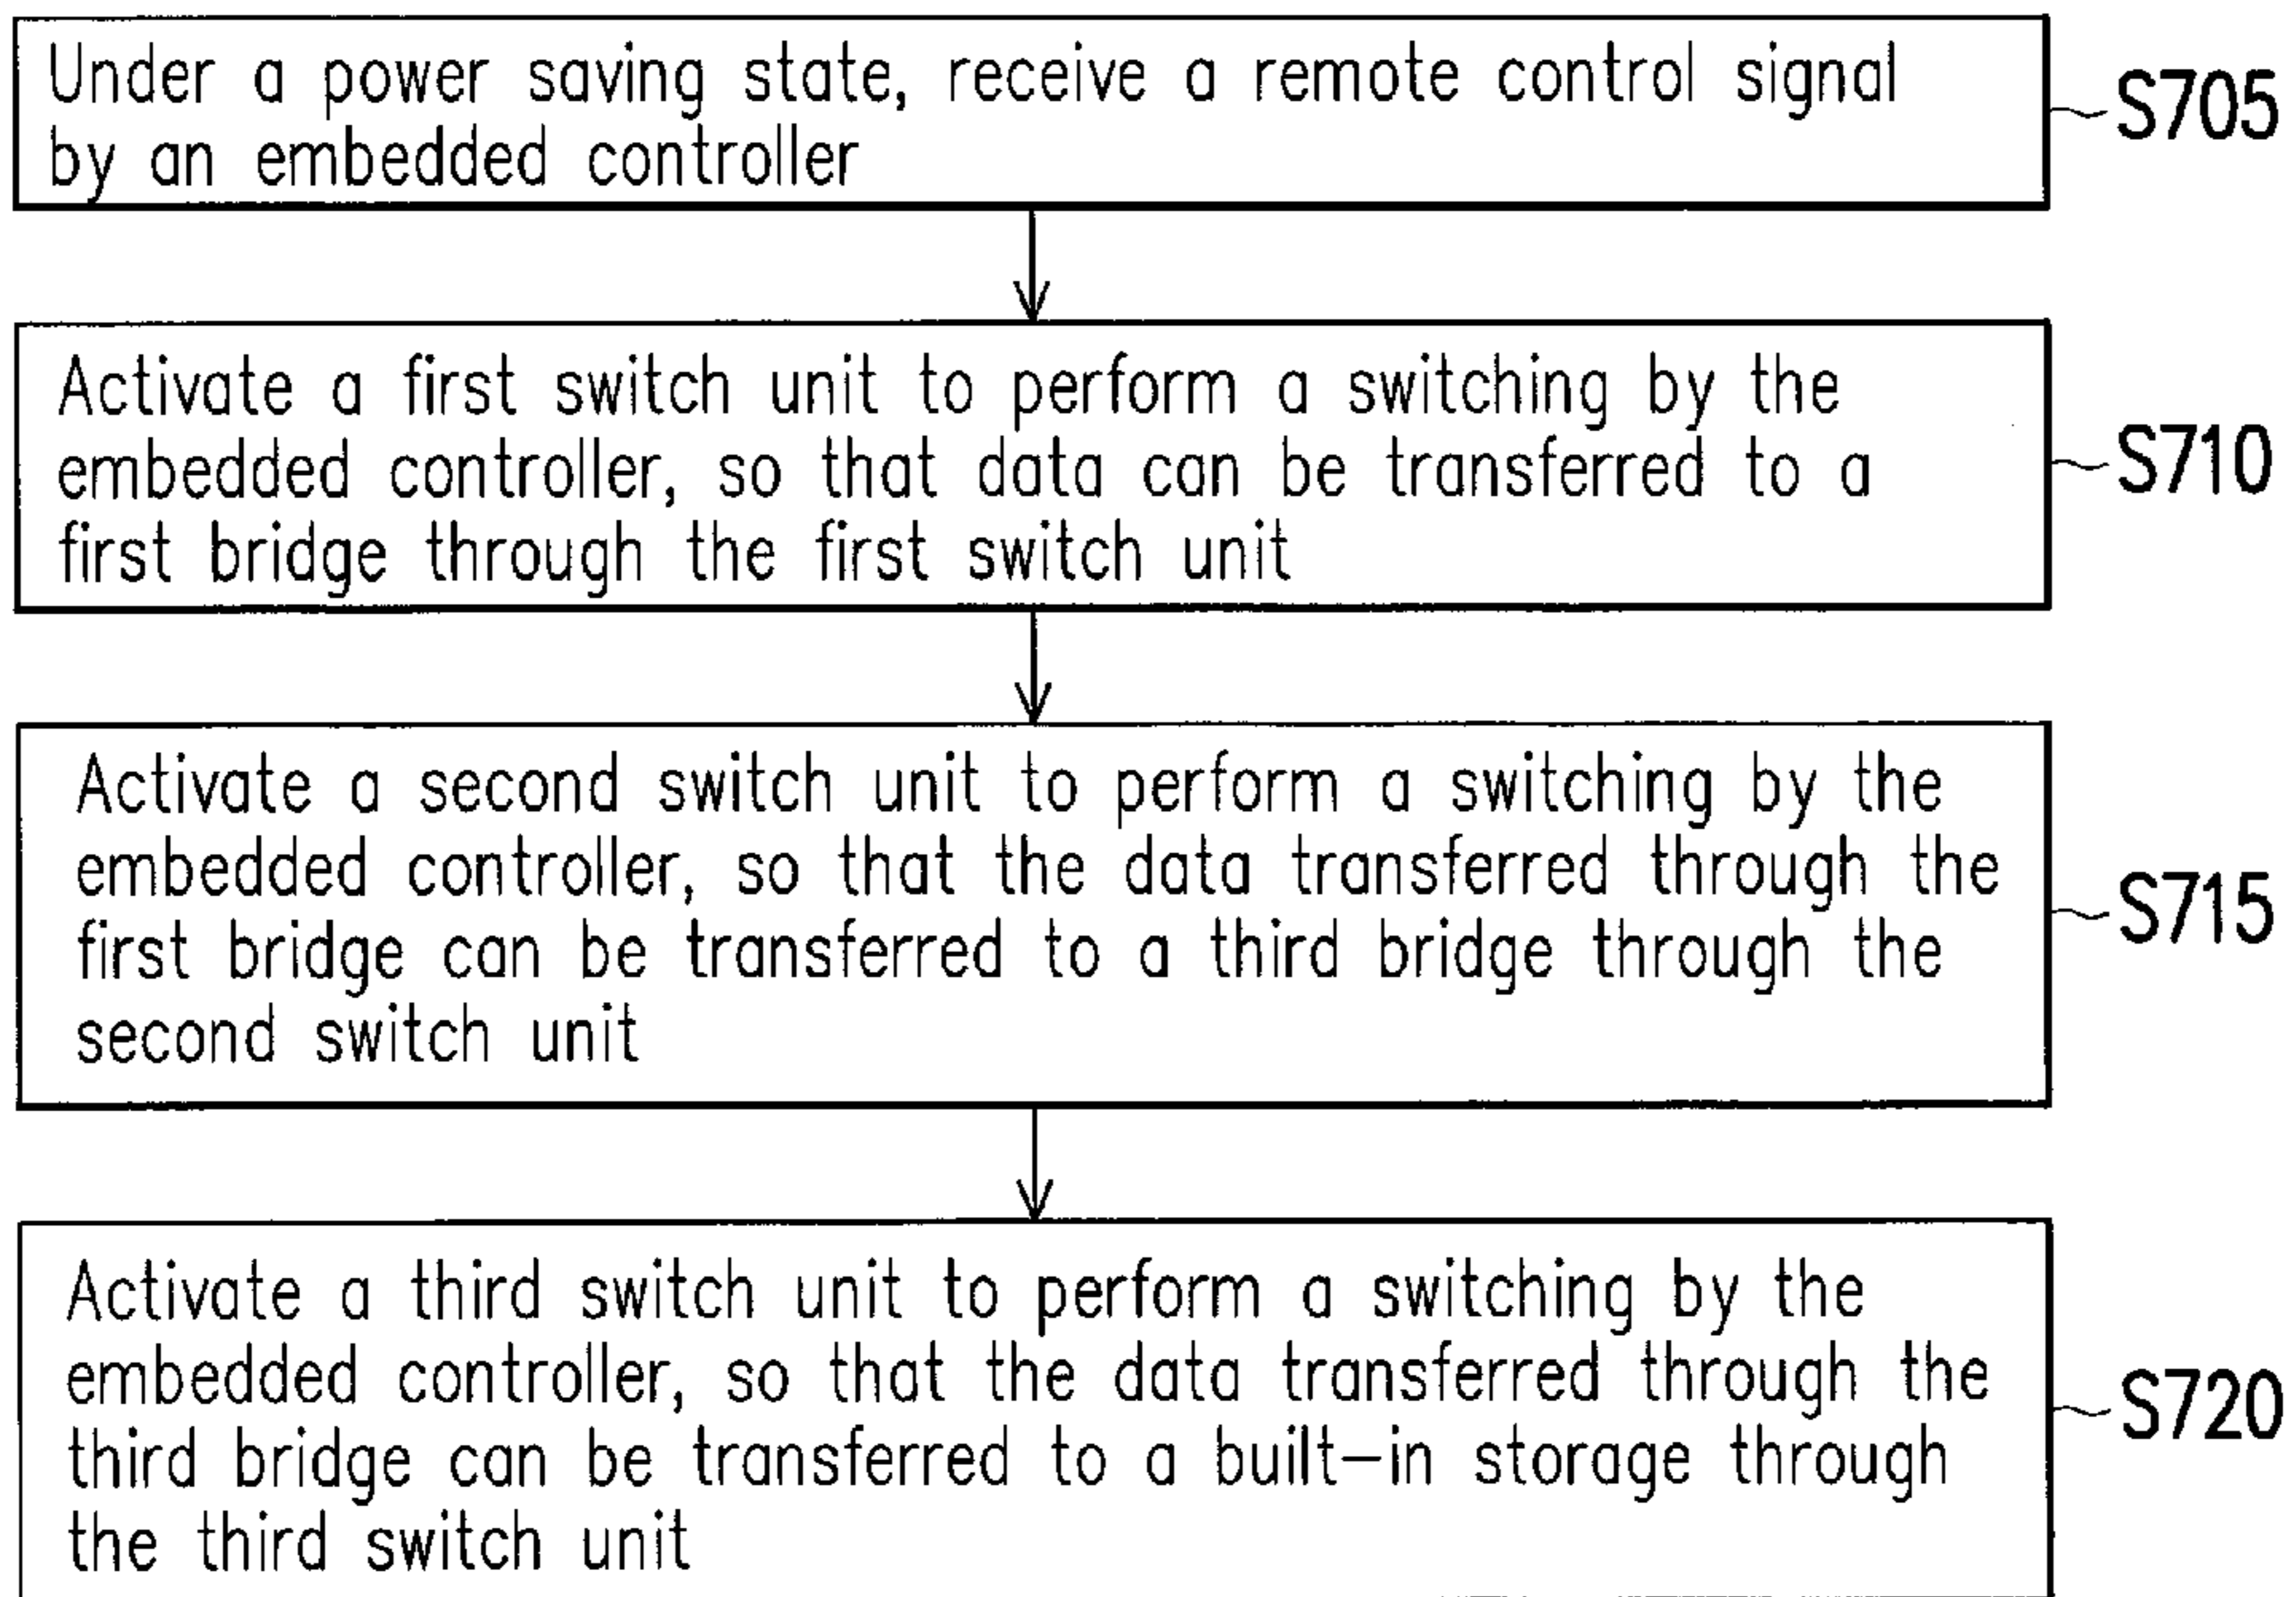 Under a power saving state, receive a remote control signal
by an embedded controller
S705
Activate a first switch unit to perform a switching by the
embedded controller, so that data can be transferred to a
first bridge through the first switch unit
S710
Activate a second switch unit to perform a switching by the
embedded controller, so that the data transferred through the
first bridge can be transferred to a third bridge through the
second switch unit
S715
Activate a third switch unit to perform a switching by the
embedded controller, so that the data transferred through the
third bridge can be transferred to a built-in storage through
the third switch unit
S720